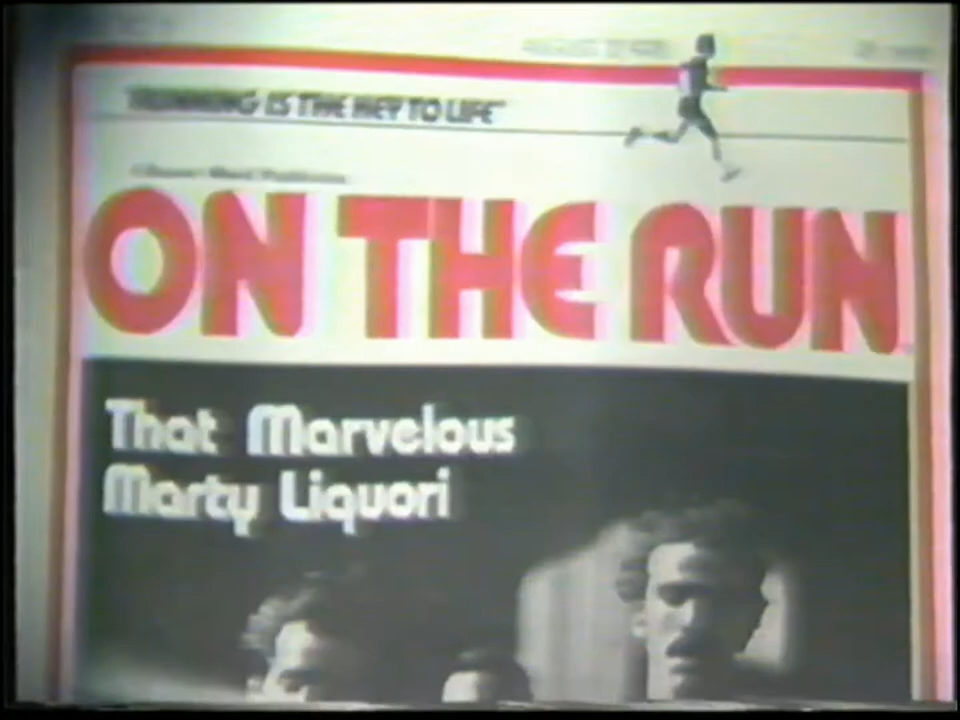 "RUNNING IS THE KEY TO LIFE"
ON THE RUN
That Marvelous
Marty Liquori